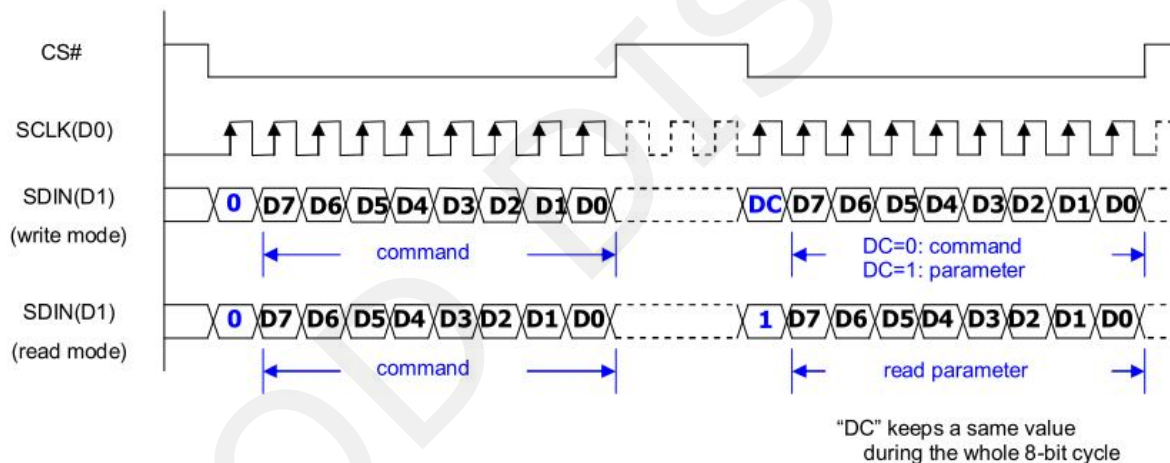 CS#
SCLK(D0)
SDIN(D1)
(write mode)
0 D7 D6 D5 D4 D3 D2 D1 D0
DC D7 D6 D5 D4 D3 D2 D1 D0
command
DC=0: command
DC=1: parameter
SDIN(D1)
(read mode)
0 D7 D6 D5 D4 D3 D2 D1 D0
1 D7 D6 D5 D4 D3 D2 D1 D0
command
read parameter
“DC” keeps a same value
during the whole 8-bit cycle